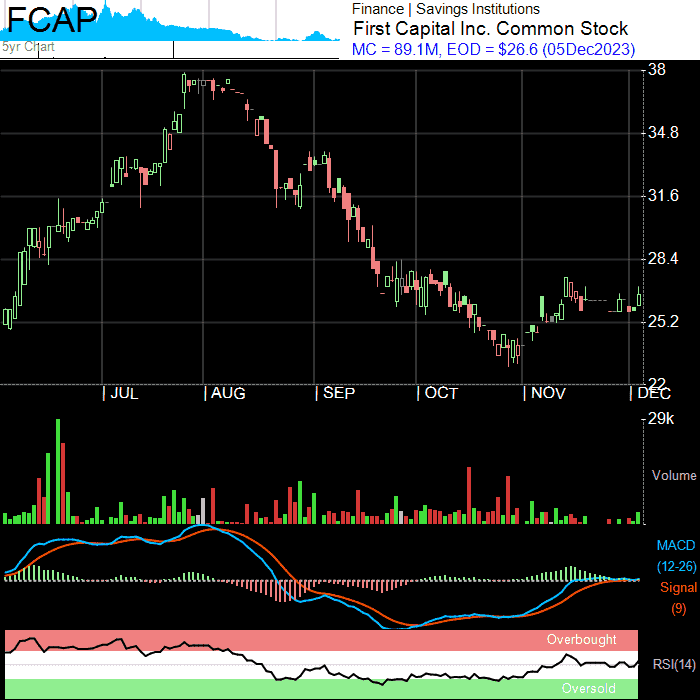 FCAP
5yr Chart
Finance | Savings Institutions
First Capital Inc. Common Stock
MC = 89.1M, EOD = $26.6 (05Dec2023)
38
34.8
31.6
28.4
25.2
22
JUL AUG SEP OCT NOV DEC
29k
Volume
MACD
(12-26)
Signal
(9)
Overbought
RSI(14)
Oversold